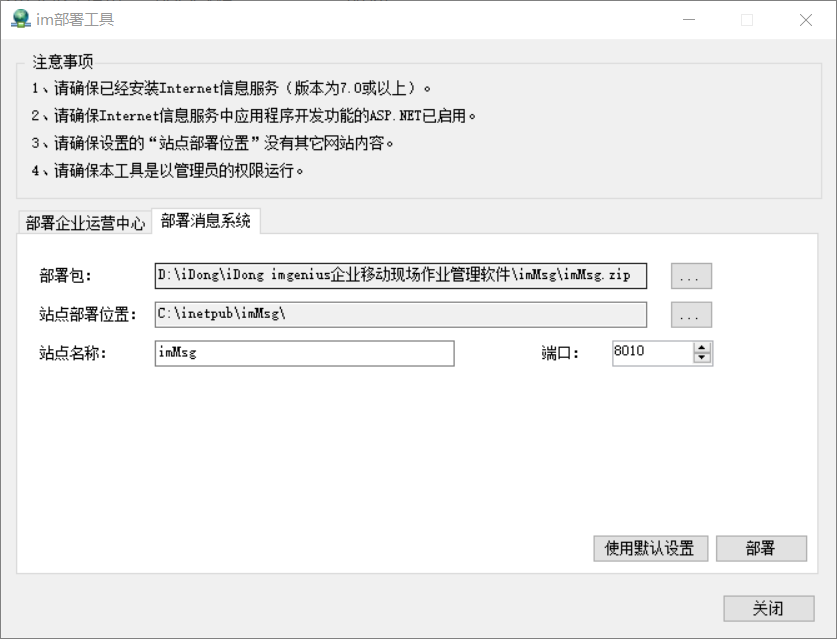 im部署工具
注意事项
1、请确保已经安装Internet信息服务（版本为7.0或以上）。
2、请确保Internet信息服务中应用程序开发功能的ASP.NET已启用。
3、请确保设置的“站点部署位置”没有其它网站内容。
4、请确保本工具是以管理员的权限运行。
部署企业运营中心 部署消息系统
部署包： D:\iDong\iDong imgenius企业移动现场作业管理软件\imMsg\imMsg.zip ...
站点部署位置： C:\inetpub\imMsg\ ...
站点名称： imMsg 端口： 8010
使用默认设置 部署
关闭